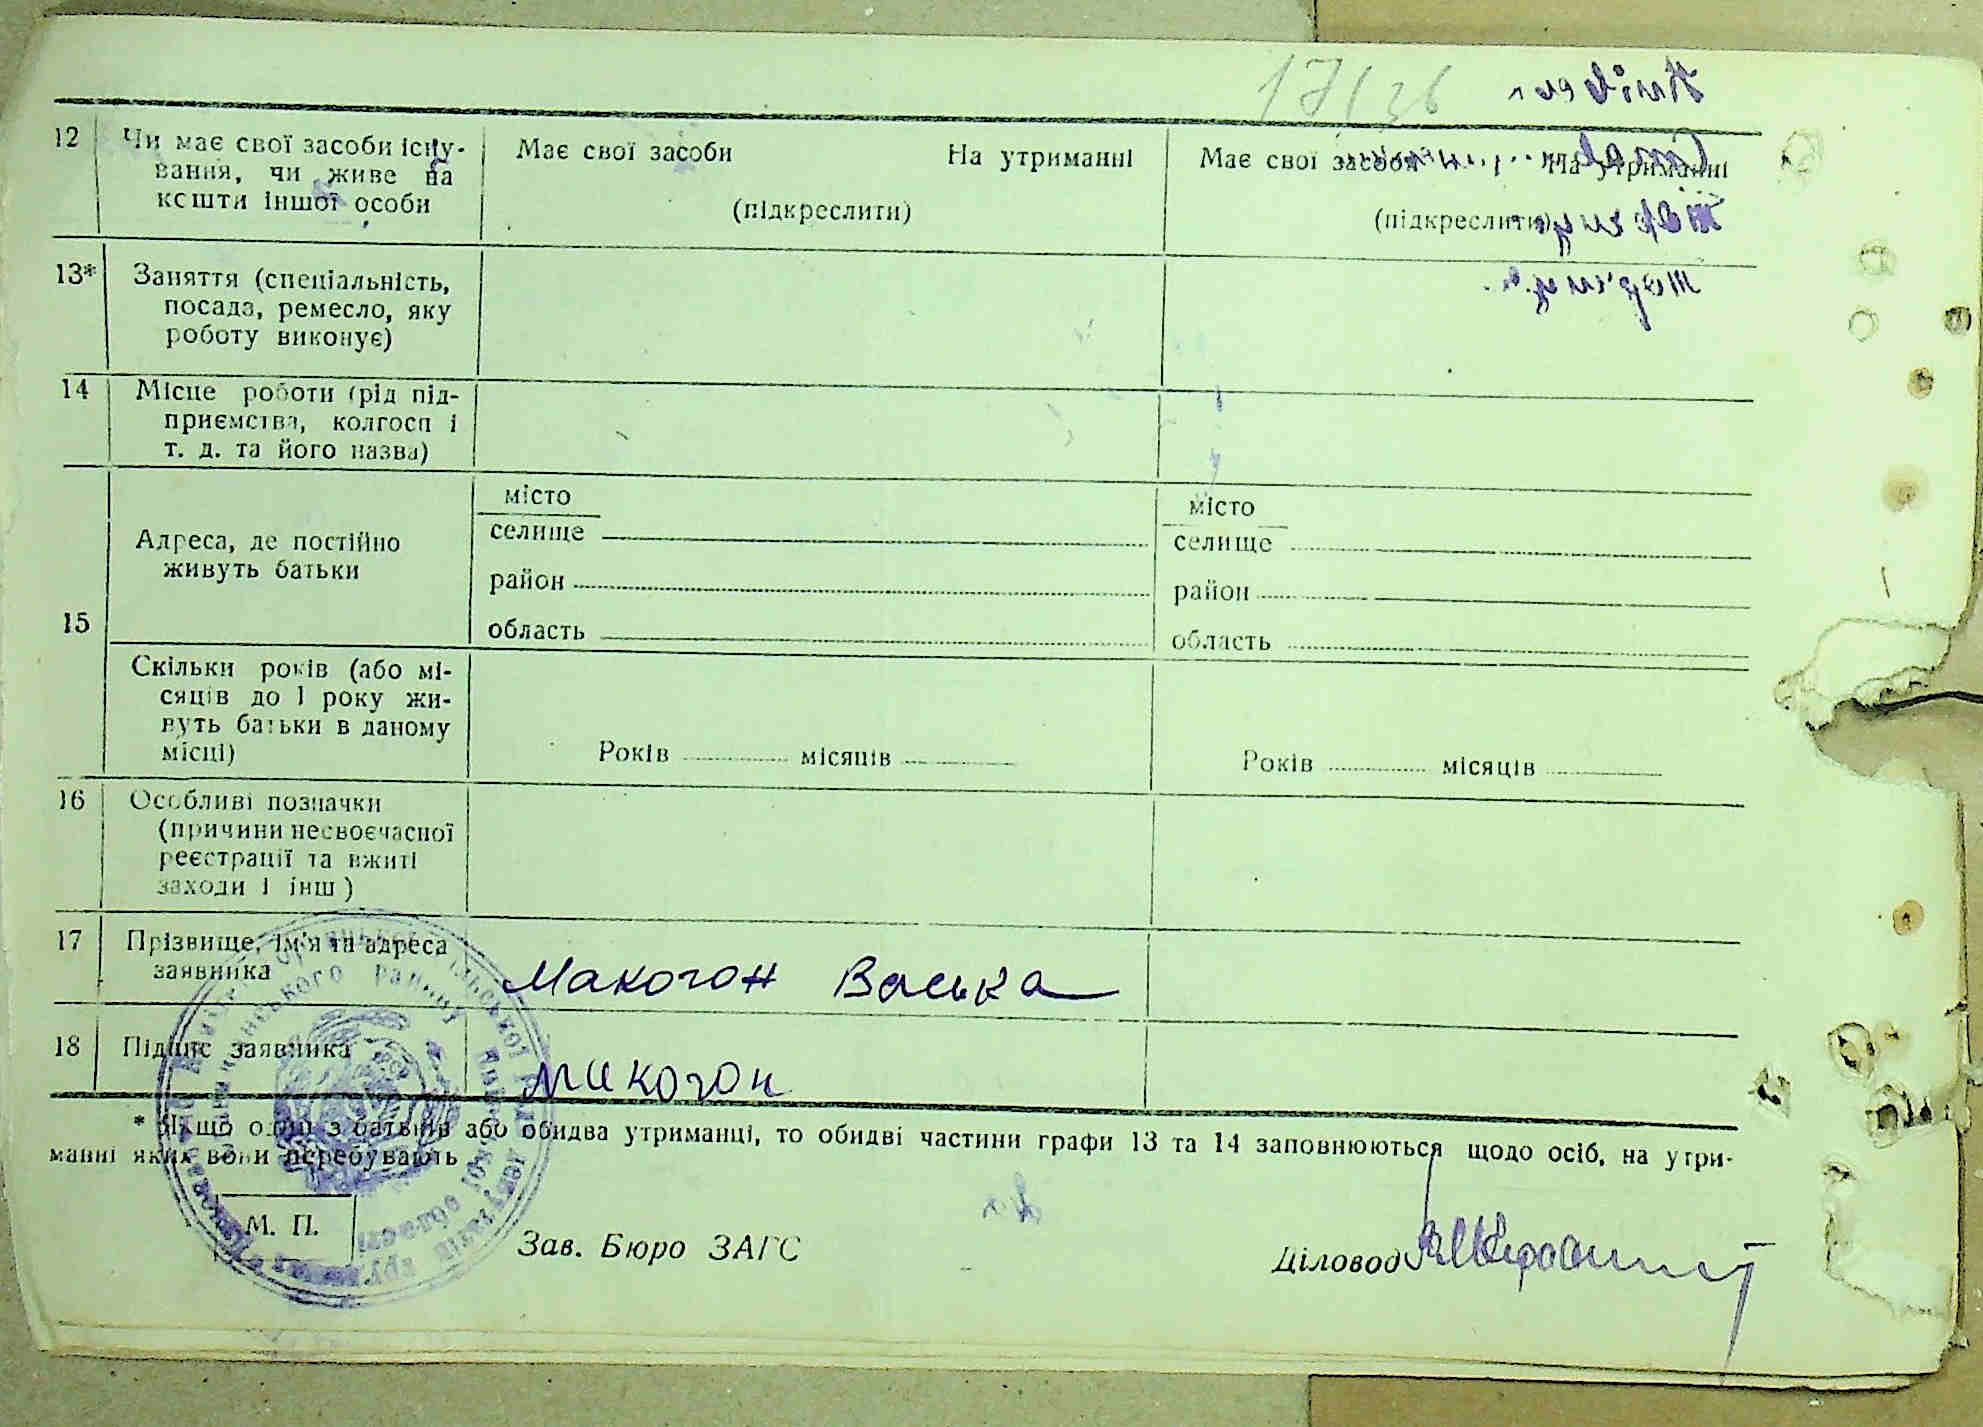 17/26
12 Чи має свої засоби існу-
вання, чи живе на
кошти іншої особи
Має свої засоби На утриманні
(підкреслити)
Має свої засоби На утриманні
(підкреслити)
13* Заняття (спеціальність,
посада, ремесло, яку
роботу виконує)
14 Місце роботи (рід під-
приємства, колгосп і
т. д. та його назва)
15
Адреса, де постійно
живуть батьки
місто
селище
район
область
місто
селище
район
область
Скільки років (або мі-
сяців до 1 року жи-
вуть батьки в даному
місці)
Років місяців
Років місяців
16 Особливі позначки
(причини несвоєчасної
реєстрації та вжиті
заходи і інш)
17 Прізвище, ім'я та адреса
заявника
Макогон Васька
18 Підпис заявника
Макогон
* Якщо один з батьків або обидва утриманці, то обидві частини графи 13 та 14 заповнюються щодо осіб, на утри-
манні яких вони перебувають
М. П.
Зав. Бюро ЗАГС
Діловод